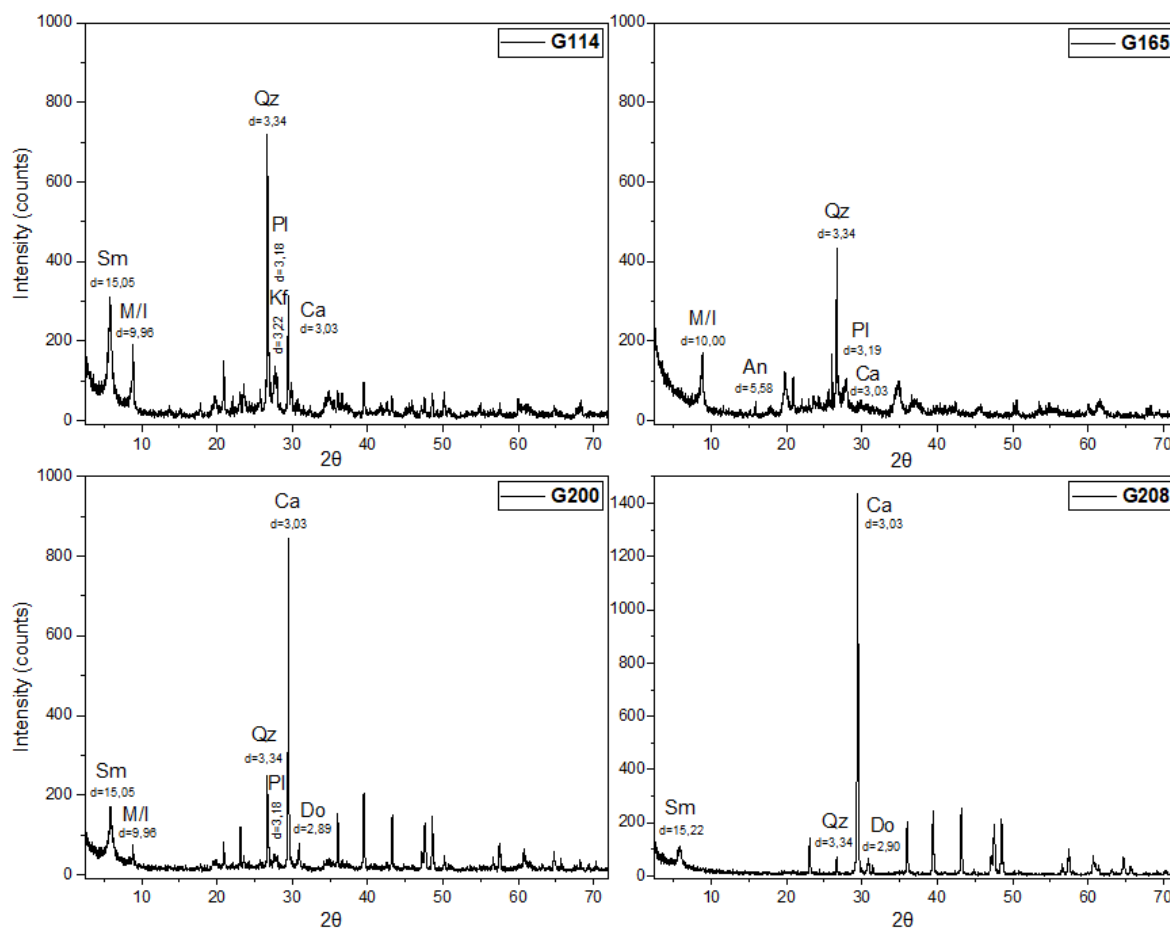 G114
1000
800
600
400
200
0
Intensity (counts)
Qz
d=3,34
Pl
d=3,18
Kf
d=3,22
Sm
d=15,05
M/I
d=9,96
Ca
d=3,03
10 20 30 40 50 60 70
2θ
G165
1000
800
600
400
200
0
Qz
d=3,34
M/I
d=10,00
An
d=5,58
Pl
d=3,19
Ca
d=3,03
10 20 30 40 50 60 70
2θ
G200
1000
800
600
400
200
0
Intensity (counts)
Ca
d=3,03
Qz
d=3,34
Pl
d=3,18
Sm
d=15,05
M/I
d=9,96
Do
d=2,89
10 20 30 40 50 60 70
2θ
G208
1400
1200
1000
800
600
400
200
0
Ca
d=3,03
Sm
d=15,22
Qz
d=3,34
Do
d=2,90
10 20 30 40 50 60 70
2θ